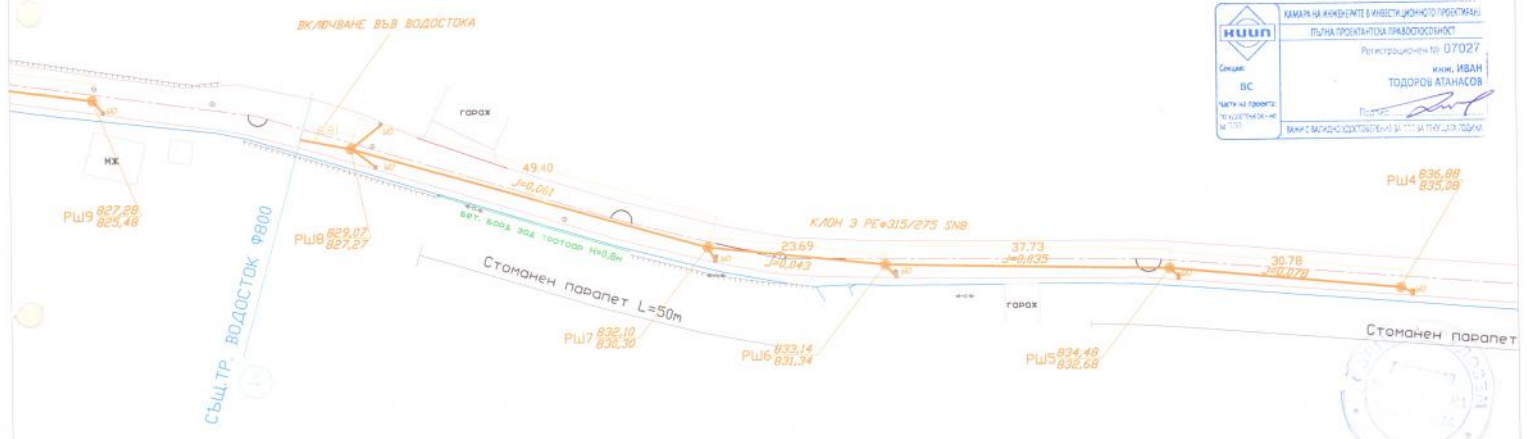 ВКЛЮЧВАНЕ ВЪВ ВОДОСТОКА
КАМАРА НА ИНЖЕНЕРИТЕ В ИНВЕСТИЦИОННОТО ПРОЕКТИРАНЕ
ПЪЛНА ПРОЕКТАНТСКА ПРАВОСПОСОБНОСТ
КИИП
Регистрационен № 07027
Секция:
ВС
инж. ИВАН
ТОДОРОВ АТАНАСОВ
Части на проекта:
гараж
МЖ
49.40
J=0,061
РШ9 827,28
825,48
РШ8 829,07
827,27
СЪЩ.ТР. ВОДОСТОК Ф800
Бет. борд зад тротоар H=0,8м
Стоманен парапет L=50m
КЛОН 3 PEф315/275 SN8
23.69
J=0,043
37.73
J=0,035
30.78
J=0,078
РШ4 836,88
835,08
РШ7 832,10
830,30
РШ6 833,14
831,34
гараж
РШ5 834,48
832,68
Стоманен парапет